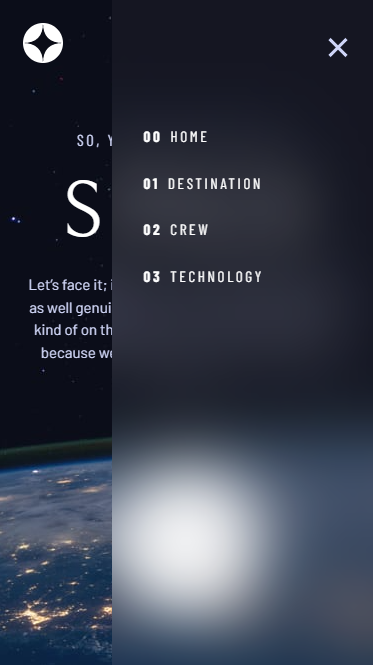 SO, Y
00 HOME
S
01 DESTINATION
02 CREW
03 TECHNOLOGY
Let's face it; i
as well genui
kind of on th
because we